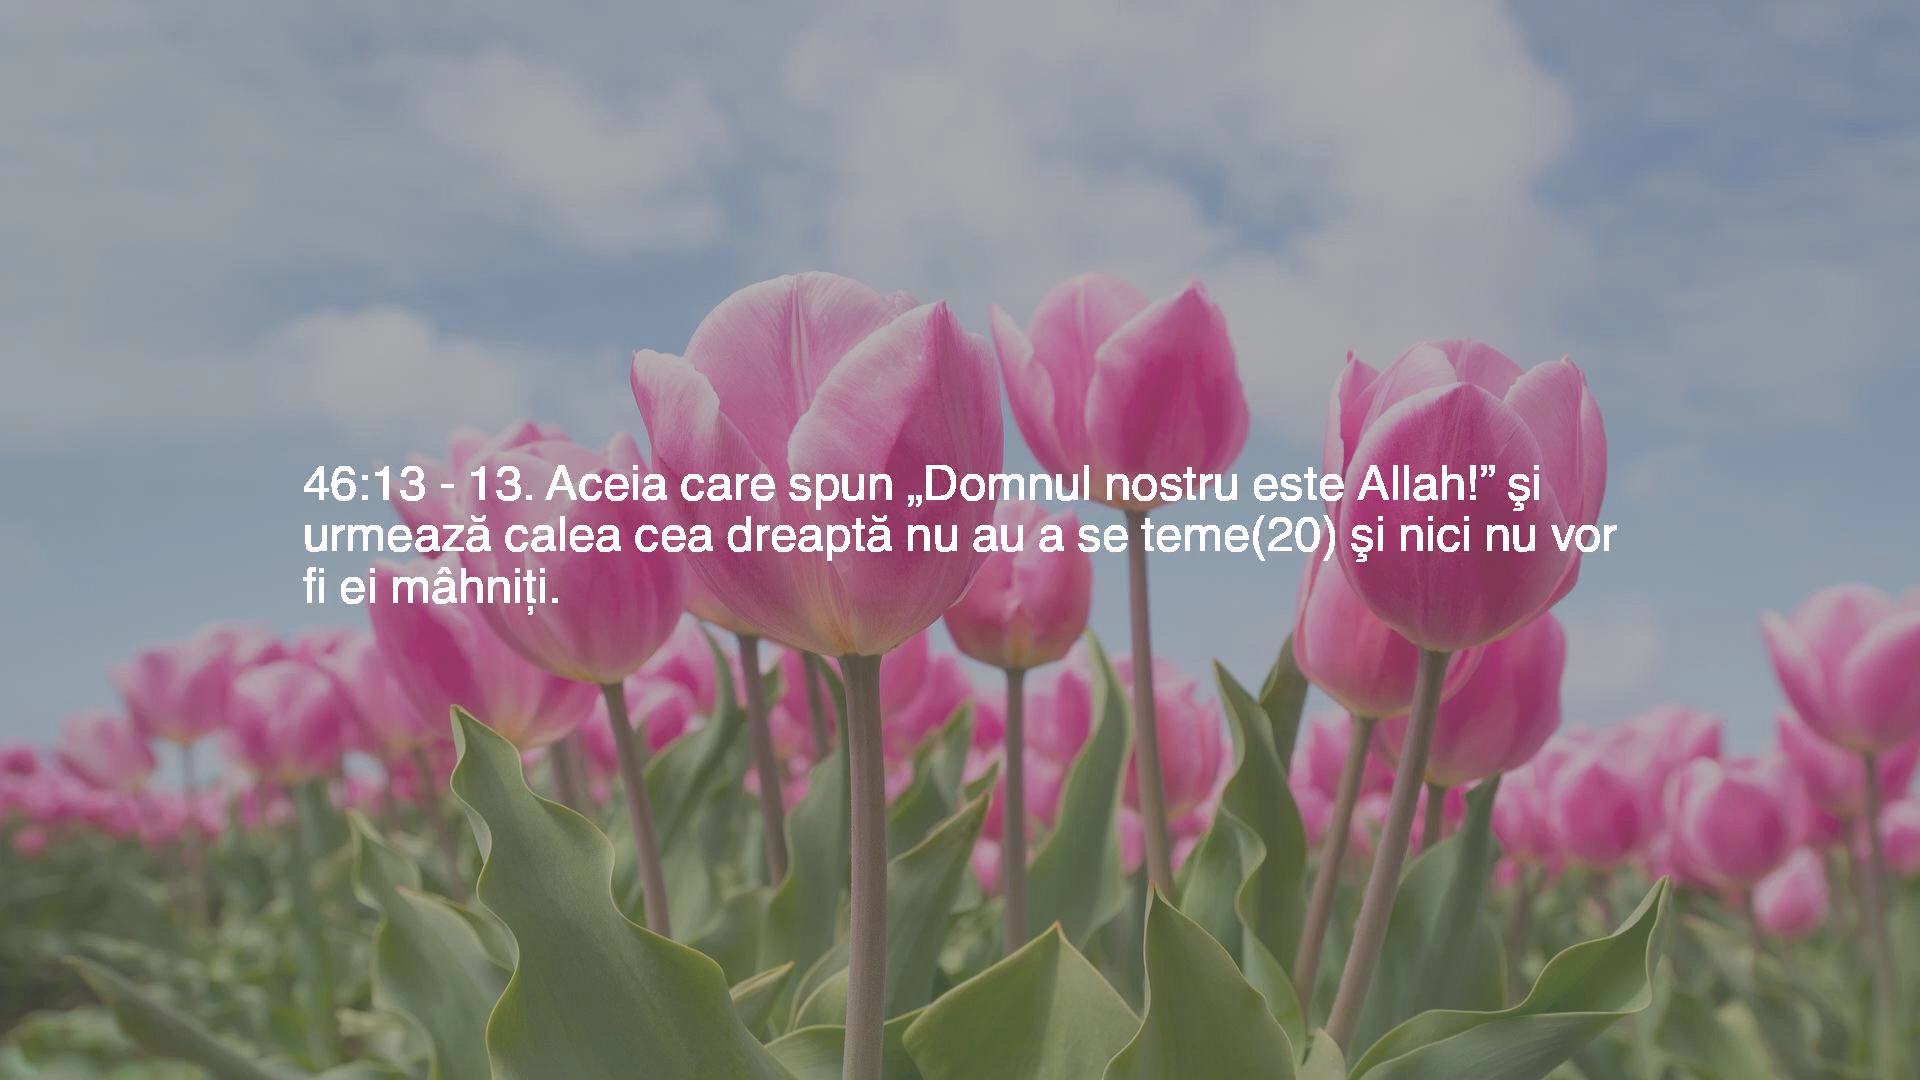 46:13 - 13. Aceia care spun „Domnul nostru este Allah!” şi
urmează calea cea dreaptă nu au a se teme(20) şi nici nu vor
fi ei mâhniți.